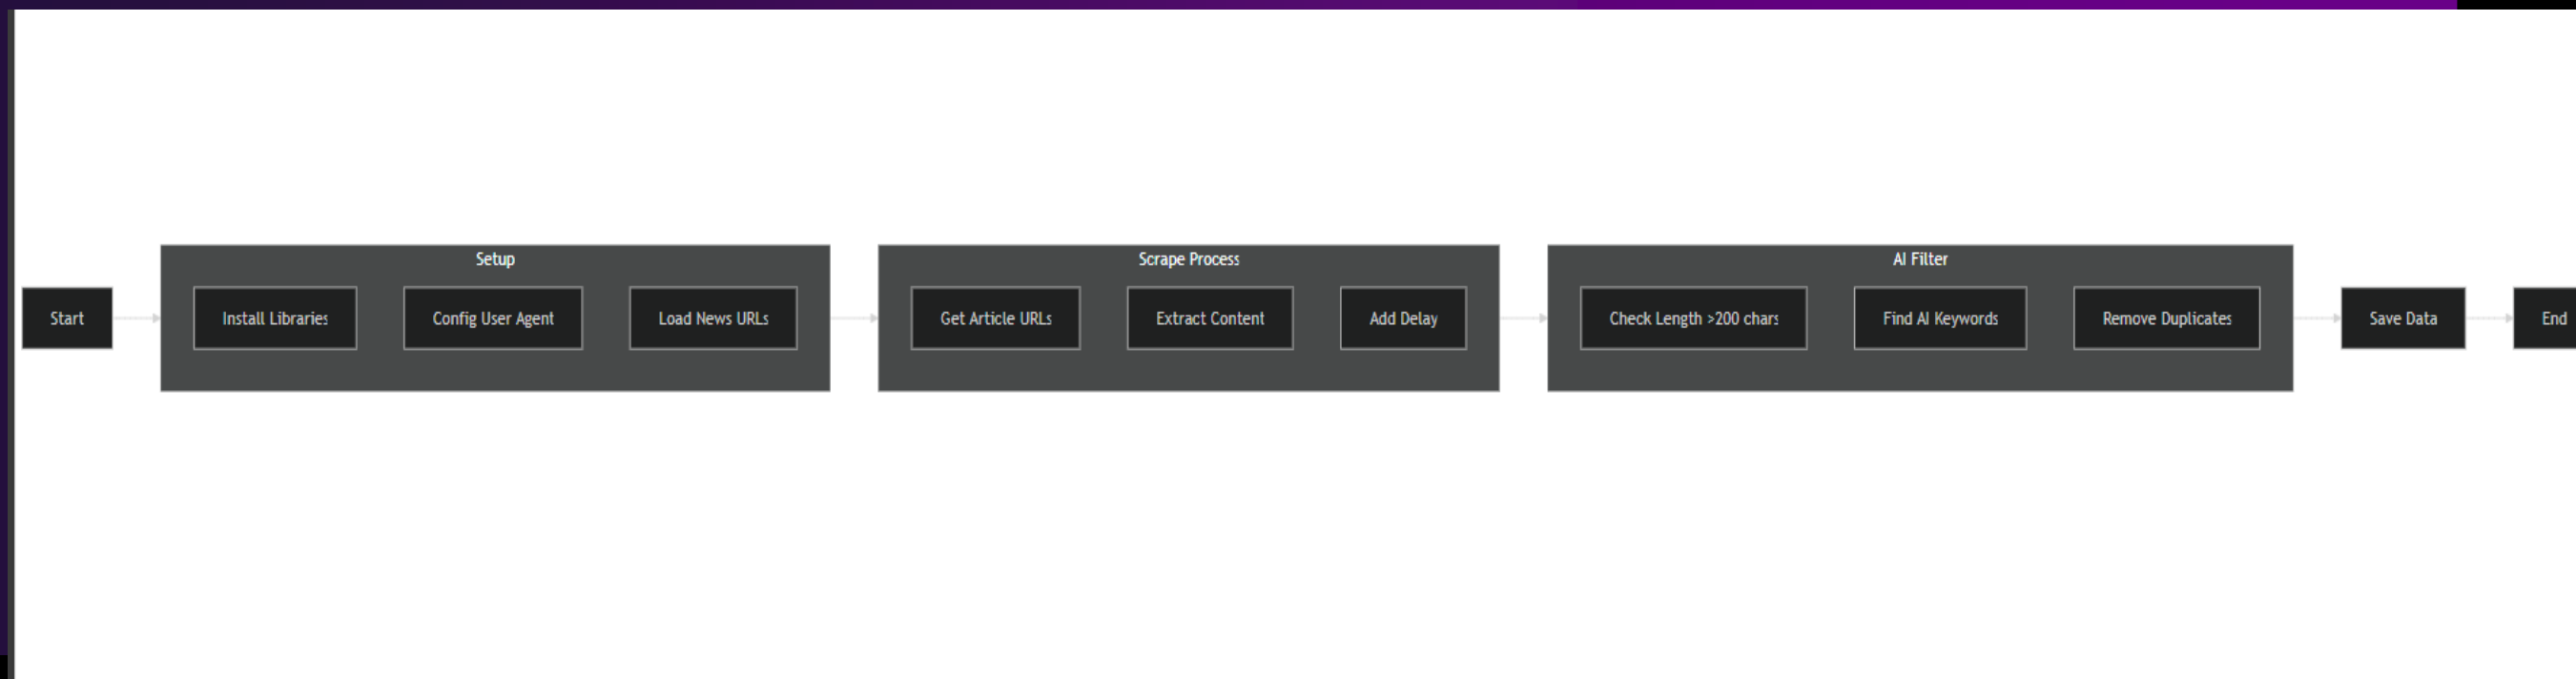 Setup
Scrape Process
AI Filter
Start
Install Libraries
Config User Agent
Load News URLs
Get Article URLs
Extract Content
Add Delay
Check Length >200 chars
Find AI Keywords
Remove Duplicates
Save Data
End